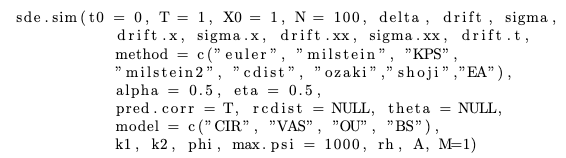 sde.sim(t0 = 0, T = 1, X0 = 1, N = 100, delta, drift, sigma,
drift.x, sigma.x, drift.xx, sigma.xx, drift.t,
method = c("euler", "milstein", "KPS",
"milstein2", "cdist", "ozaki","shoji","EA"),
alpha = 0.5, eta = 0.5,
pred.corr = T, rcdist = NULL, theta = NULL,
model = c("CIR", "VAS", "OU", "BS"),
k1, k2, phi, max.psi = 1000, rh, A, M=1)